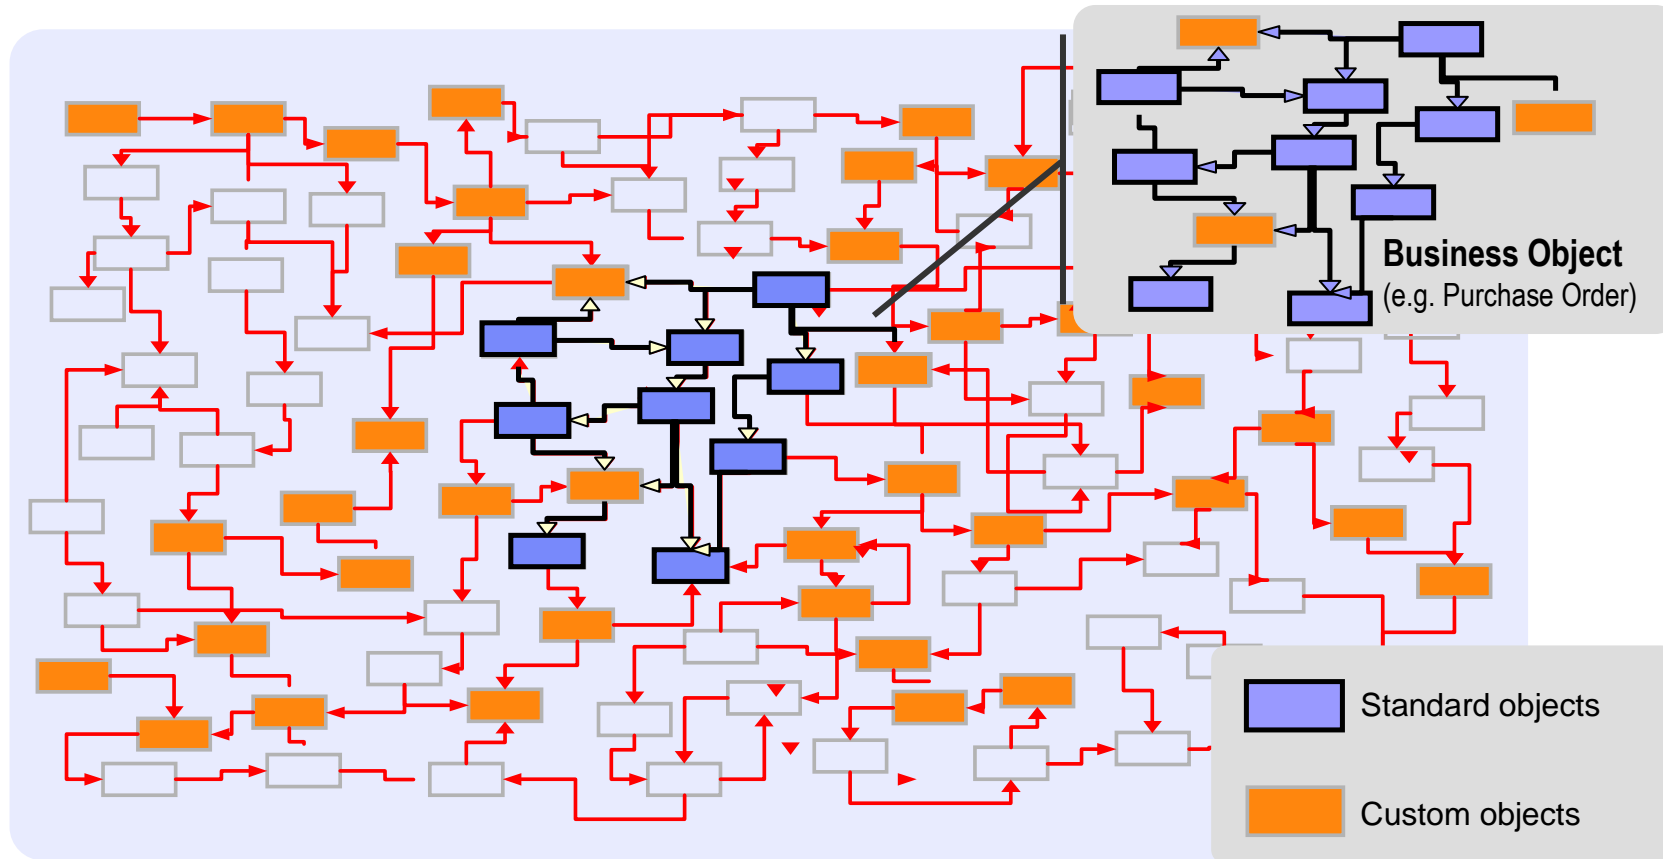 Business Object
(e.g. Purchase Order)
Standard objects
Custom objects